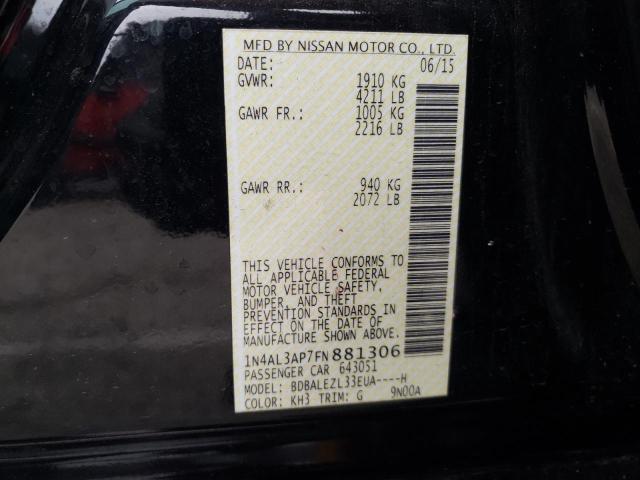 MFD BY NISSAN MOTOR CO., LTD.
DATE: 06/15
GVWR: 1910 KG
4211 LB
GAWR FR.: 1005 KG
2216 LB
GAWR RR.: 940 KG
2072 LB
THIS VEHICLE CONFORMS TO
ALL APPLICABLE FEDERAL
MOTOR VEHICLE SAFETY,
BUMPER, AND THEFT
PREVENTION STANDARDS
IN EFFECT ON THE DATE OF
MANUFACTURE SHOWN ABOVE.
1N4AL3AP7FN881306
PASSENGER CAR 643051
MODEL: BDBALEZL33EUA----H
COLOR: KH3 TRIM: G 9N00A